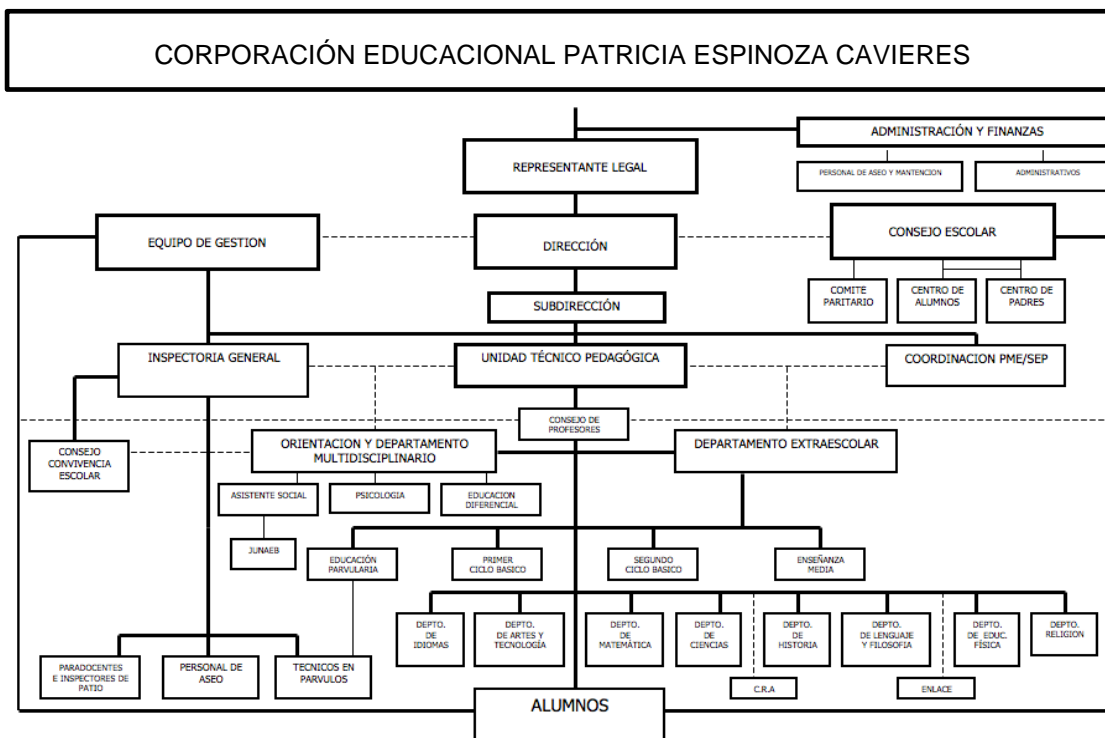 CORPORACIÓN EDUCACIONAL PATRICIA ESPINOZA CAVIERES
ADMINISTRACIÓN Y FINANZAS
REPRESENTANTE LEGAL
PERSONAL DE ASEO Y MANTENCION
ADMINISTRATIVOS
EQUIPO DE GESTION
DIRECCIÓN
CONSEJO ESCOLAR
COMITE
PARITARIO
CENTRO DE
ALUMNOS
CENTRO DE
PADRES
SUBDIRECCIÓN
INSPECTORIA GENERAL
UNIDAD TÉCNICO PEDAGÓGICA
COORDINACION PME/SEP
CONSEJO DE
PROFESORES
CONSEJO
CONVIVENCIA
ESCOLAR
ORIENTACION Y DEPARTAMENTO
MULTIDISCIPLINARIO
DEPARTAMENTO EXTRAESCOLAR
ASISTENTE SOCIAL
PSICOLOGIA
EDUCACION
DIFERENCIAL
JUNAEB
EDUCACIÓN
PARVULARIA
PRIMER
CICLO BASICO
SEGUNDO
CICLO BASICO
ENSEÑANZA
MEDIA
DEPTO.
DE
IDIOMAS
DEPTO.
DE ARTES Y
TECNOLOGÍA
DEPTO.
DE
MATEMÁTICA
DEPTO.
DE
CIENCIAS
DEPTO.
DE
HISTORIA
DEPTO.
DE LENGUAJE
Y FILOSOFIA
DEPTO.
DE EDUC.
FÍSICA
DEPTO.
RELIGION
PARADOCENTES
E INSPECTORES DE
PATIO
PERSONAL DE
ASEO
TECNICOS EN
PARVULOS
C.R.A
ENLACE
ALUMNOS